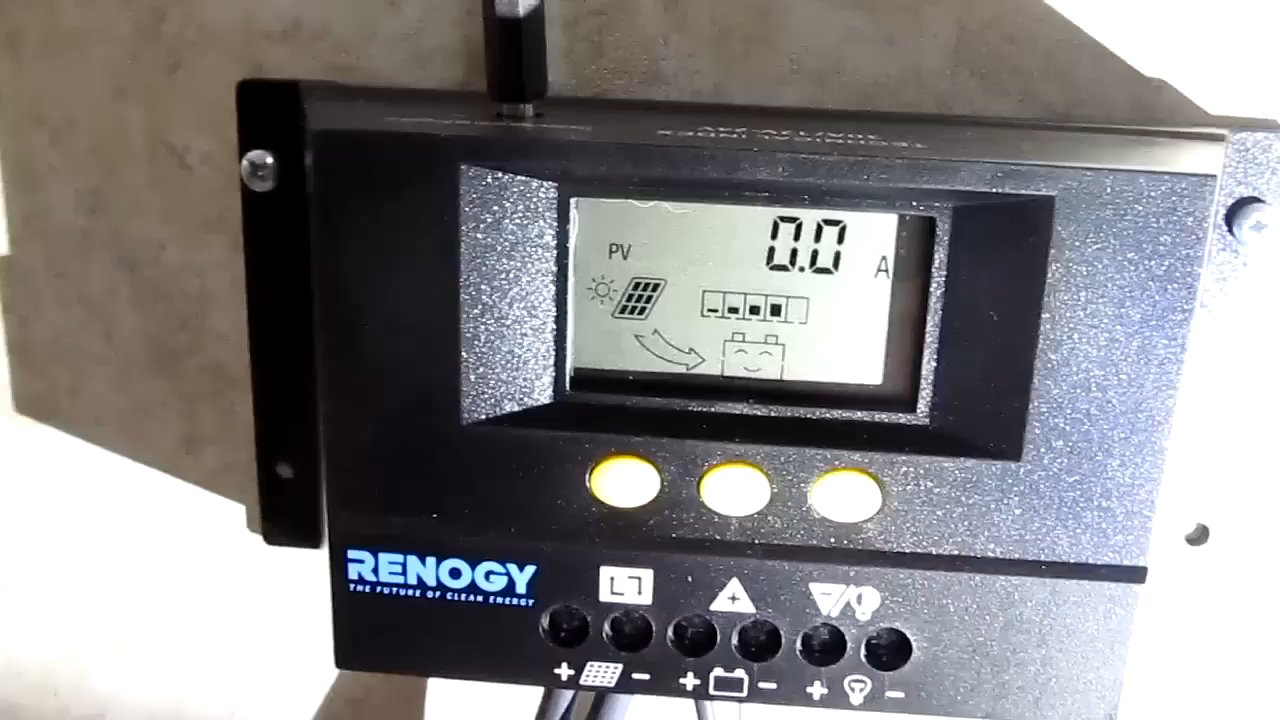 0.0
PV
A
RENOGY
THE FUTURE OF CLEAN ENERGY
+ - + - + -